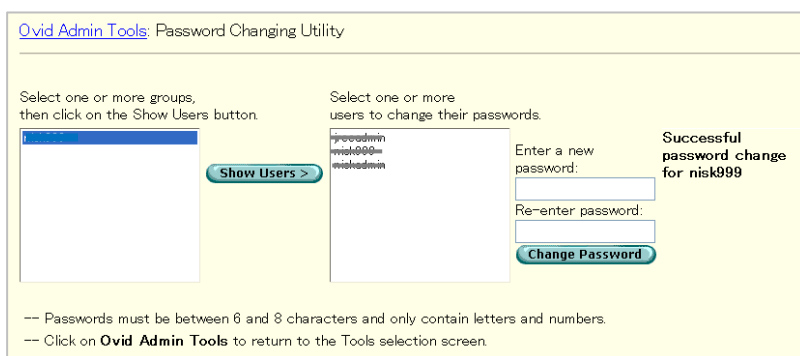 Ovid Admin Tools: Password Changing Utility
Select one or more groups,
then click on the Show Users button.
Select one or more
users to change their passwords.
Show Users >
Enter a new
password:
Re-enter password:
Change Password
Successful
password change
for nisk999
-- Passwords must be between 6 and 8 characters and only contain letters and numbers.
-- Click on Ovid Admin Tools to return to the Tools selection screen.